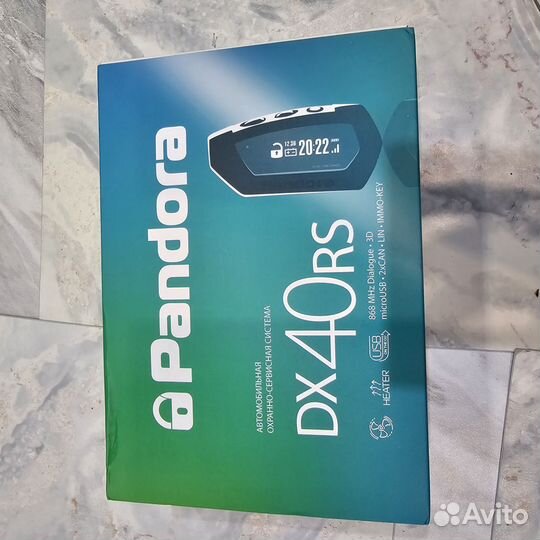 Pandora
12.30
20:22
АВТОМОБИЛЬНАЯ
ОХРАННО-СЕРВИСНАЯ СИСТЕМА
DX40RS
868 MHz Dialogue • 3D
microUSB • 2xCAN • LIN • IMMO-KEY
HEATER
USB
Avito